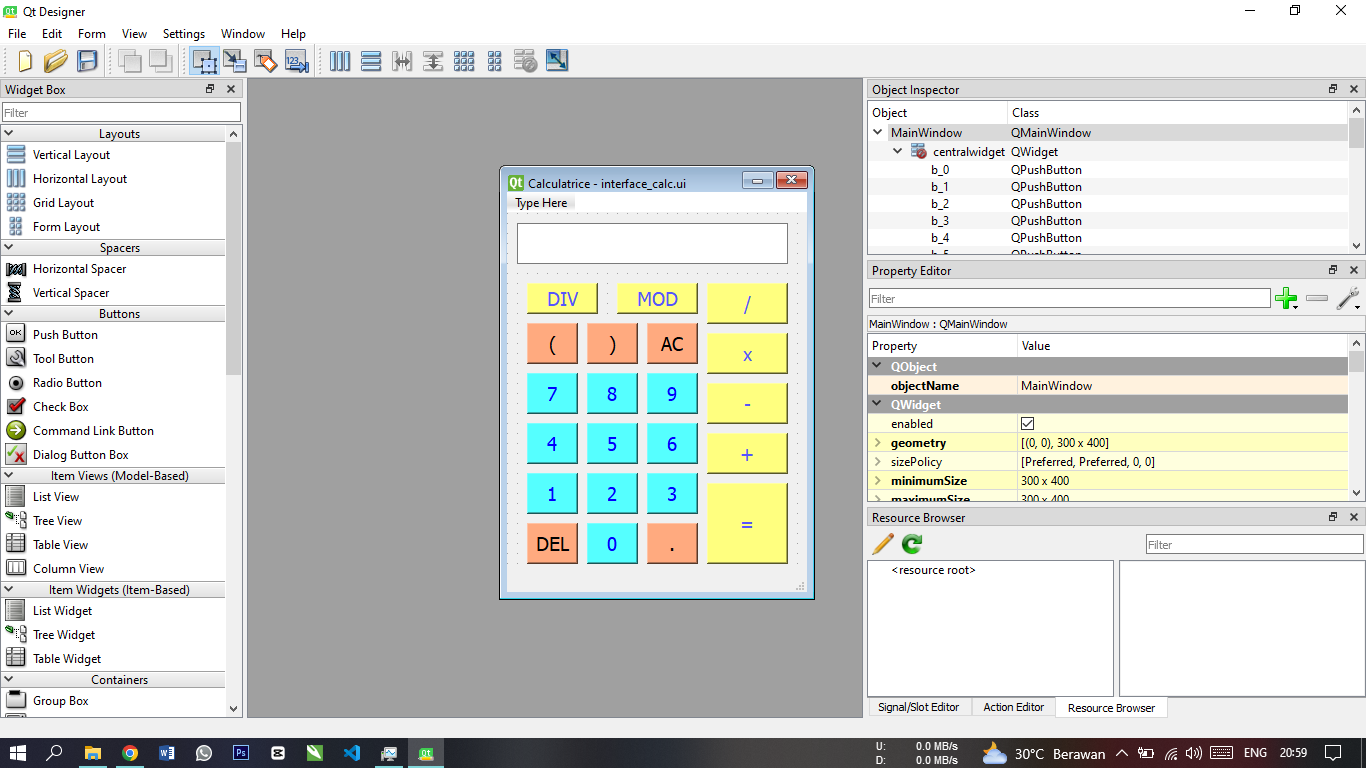 Qt Designer
File Edit Form View Settings Window Help
Widget Box
Filter
Layouts
Vertical Layout
Horizontal Layout
Grid Layout
Form Layout
Spacers
Horizontal Spacer
Vertical Spacer
Buttons
Push Button
Tool Button
Radio Button
Check Box
Command Link Button
Dialog Button Box
Item Views (Model-Based)
List View
Tree View
Table View
Column View
Item Widgets (Item-Based)
List Widget
Tree Widget
Table Widget
Containers
Group Box
Calculatrice - interface_calc.ui
Type Here
DIV MOD /
( ) AC
x
7 8 9
-
4 5 6
+
1 2 3
=
DEL 0 .
Object Inspector
Object Class
MainWindow QMainWindow
centralwidget QWidget
b_0 QPushButton
b_1 QPushButton
b_2 QPushButton
b_3 QPushButton
b_4 QPushButton
b_5 QPushButton
Property Editor
Filter
MainWindow : QMainWindow
Property Value
QObject
objectName MainWindow
QWidget
enabled
geometry [(0, 0), 300 x 400]
sizePolicy [Preferred, Preferred, 0, 0]
minimumSize 300 x 400
maximumSize 300 x 400
Resource Browser
Filter
<resource root>
Signal/Slot Editor Action Editor Resource Browser
U: 0.0 MB/s
D: 0.0 MB/s
30°C Berawan
ENG 20:59